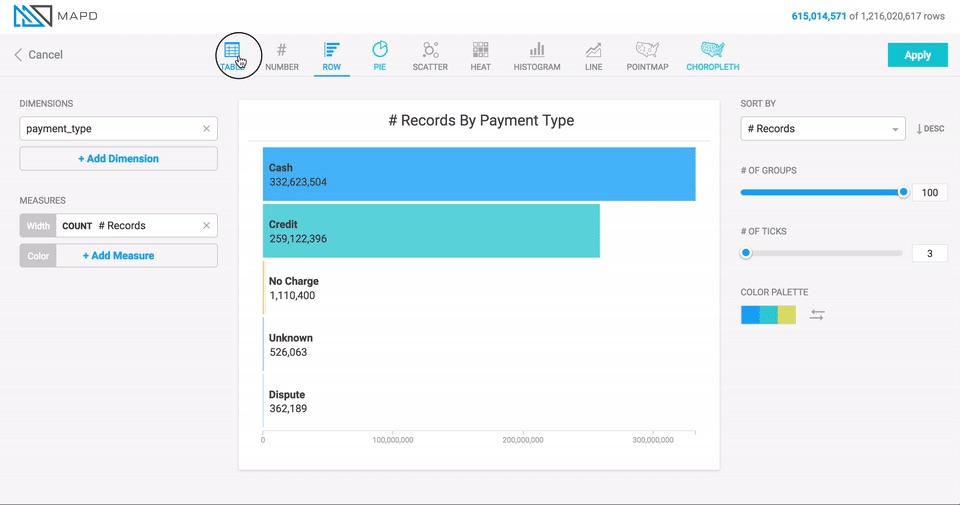 MAPD
615,014,571 of 1,216,020,617 rows
Cancel
TABLE NUMBER ROW PIE SCATTER HEAT HISTOGRAM LINE POINTMAP CHOROPLETH
Apply
DIMENSIONS
payment_type
+ Add Dimension
MEASURES
Width COUNT # Records
Color + Add Measure
# Records By Payment Type
Cash
332,623,504
Credit
259,122,396
No Charge
1,110,400
Unknown
526,063
Dispute
362,189
0 100,000,000 200,000,000 300,000,000
SORT BY
# Records DESC
# OF GROUPS
100
# OF TICKS
3
COLOR PALETTE